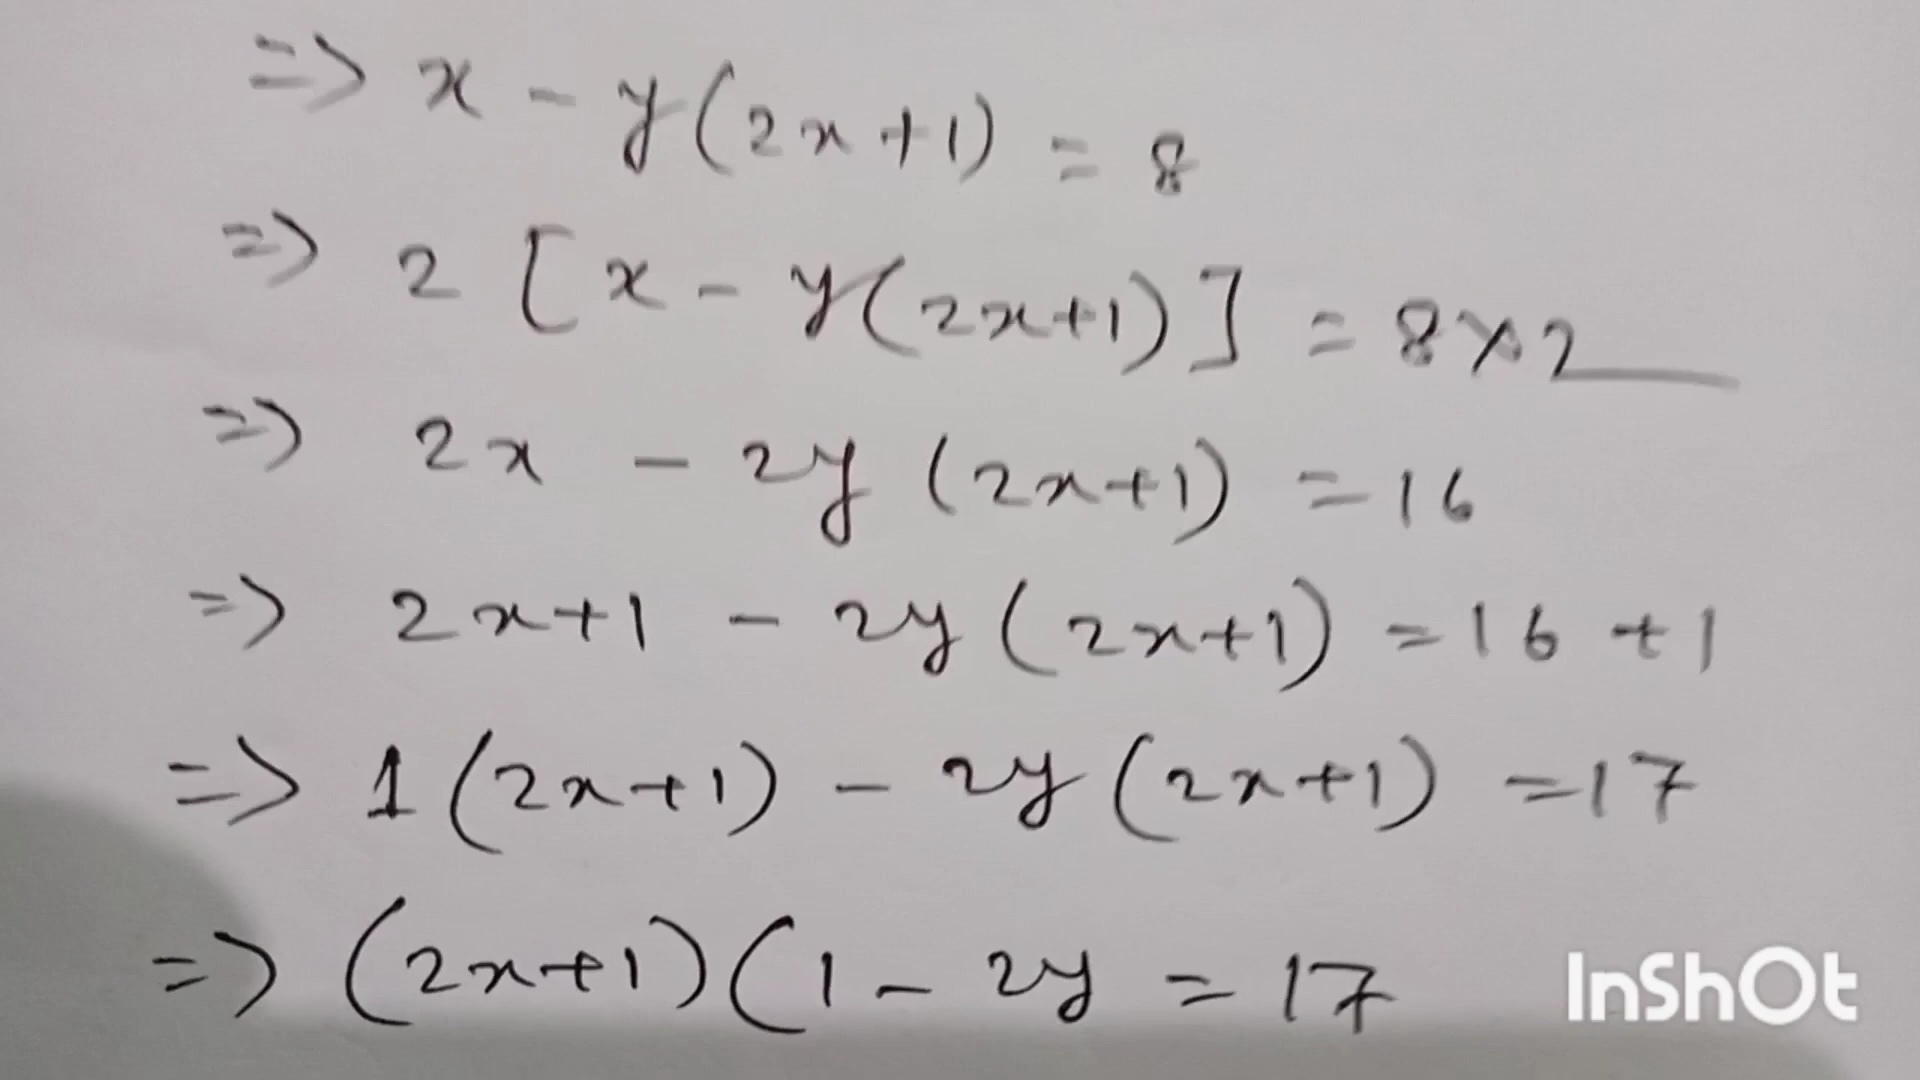 => x - y(2x+1) = 8
=> 2 [x - y(2x+1)] = 8×2
=> 2x - 2y (2x+1) = 16
=> 2x+1 - 2y (2x+1) = 16 + 1
=> 1 (2x+1) - 2y (2x+1) = 17
=> (2x+1) (1 - 2y = 17
InShOt